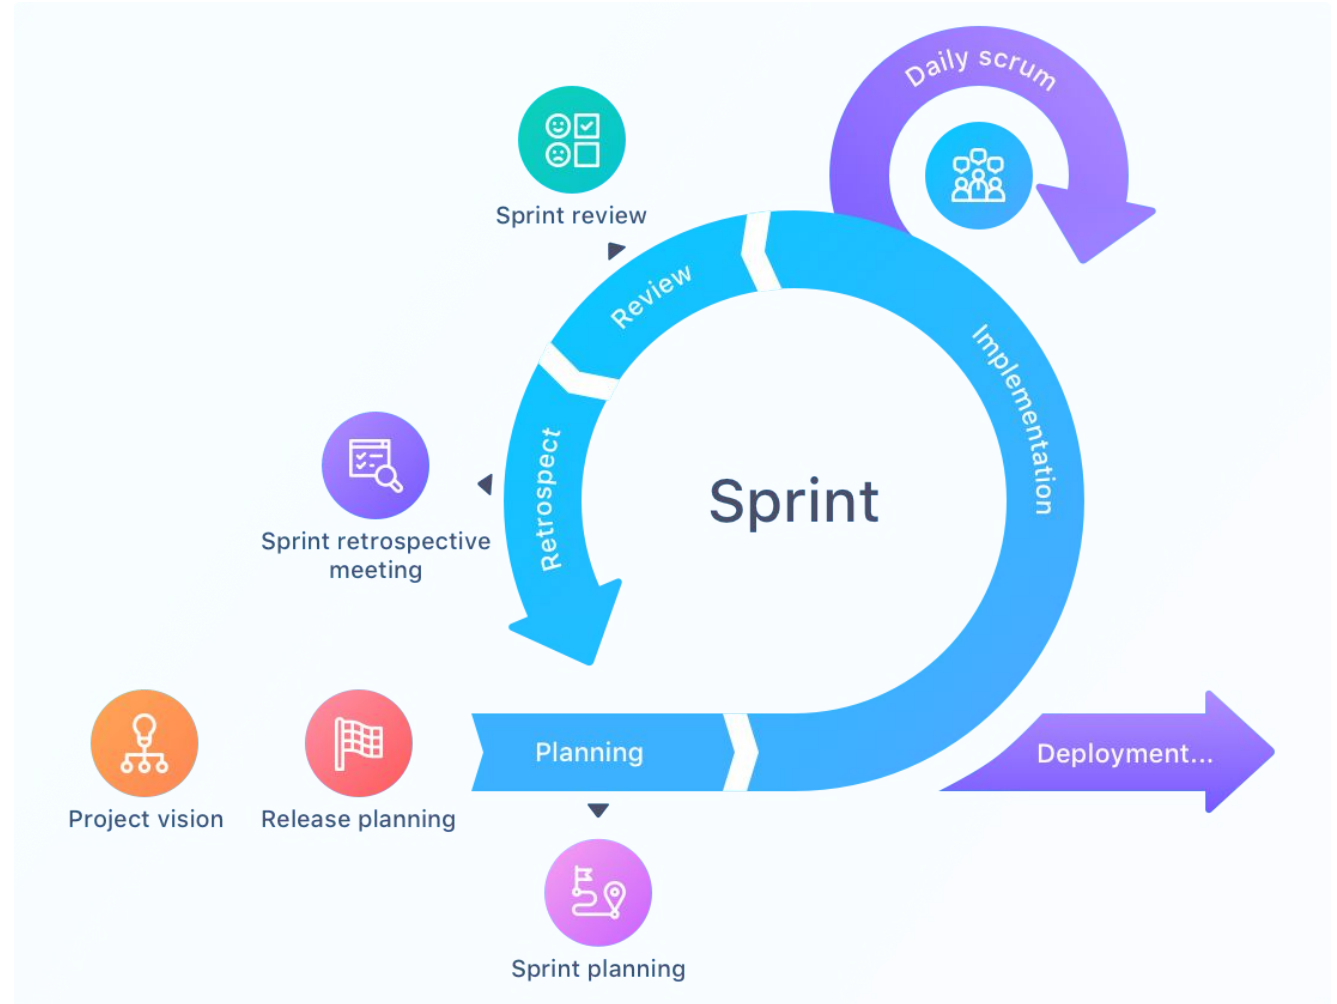 Daily scrum
Sprint review
Review
Implementation
Retrospect
Sprint
Sprint retrospective
meeting
Project vision
Release planning
Planning
Deployment...
Sprint planning